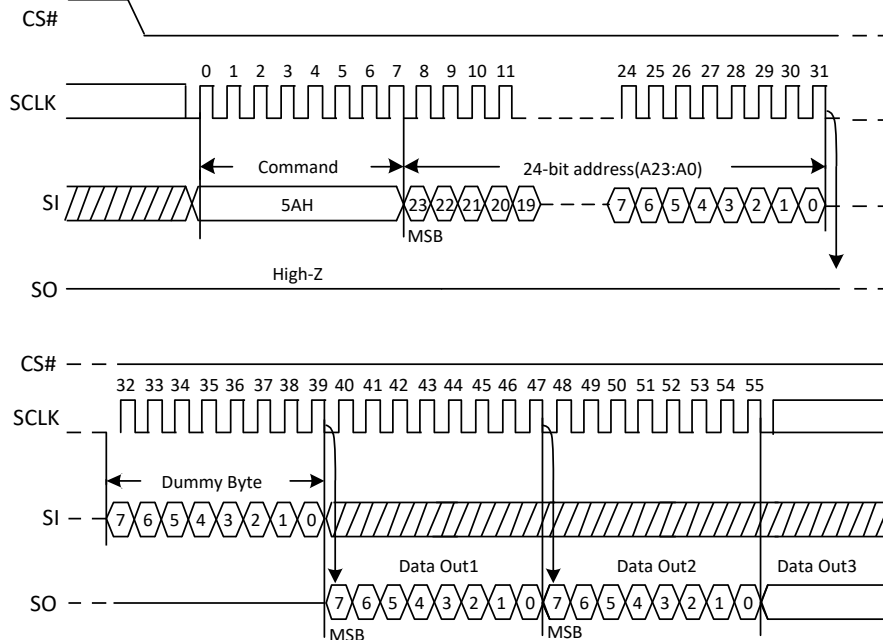 CS#
0 1 2 3 4 5 6 7 8 9 10 11 24 25 26 27 28 29 30 31
SCLK
Command 24-bit address(A23:A0)
SI 5AH 23 22 21 20 19 7 6 5 4 3 2 1 0
MSB
High-Z
SO
CS#
32 33 34 35 36 37 38 39 40 41 42 43 44 45 46 47 48 49 50 51 52 53 54 55
SCLK
Dummy Byte
SI 7 6 5 4 3 2 1 0
Data Out1 Data Out2 Data Out3
SO 7 6 5 4 3 2 1 0 7 6 5 4 3 2 1 0
MSB MSB